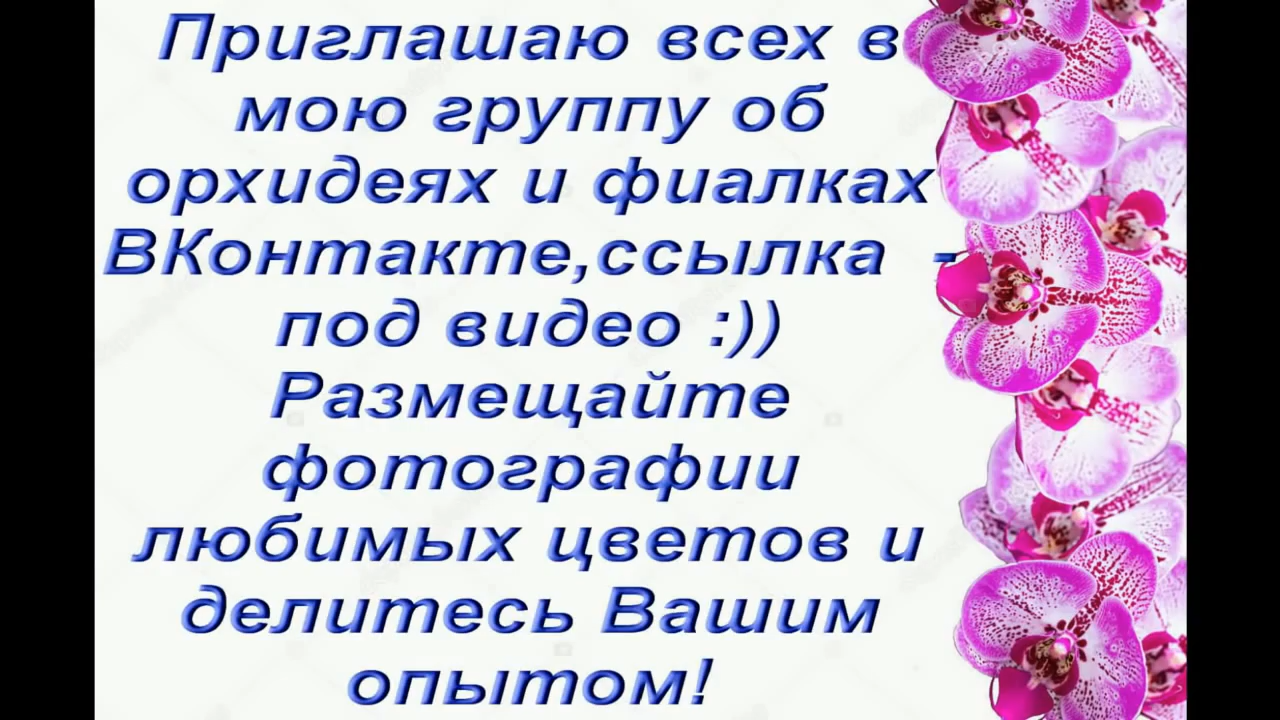 Приглашаю всех в
мою группу об
орхидеях и фиалках
ВКонтакте,ссылка -
под видео :))
Размещайте
фотографии
любимых цветов и
делитесь Вашим
опытом!